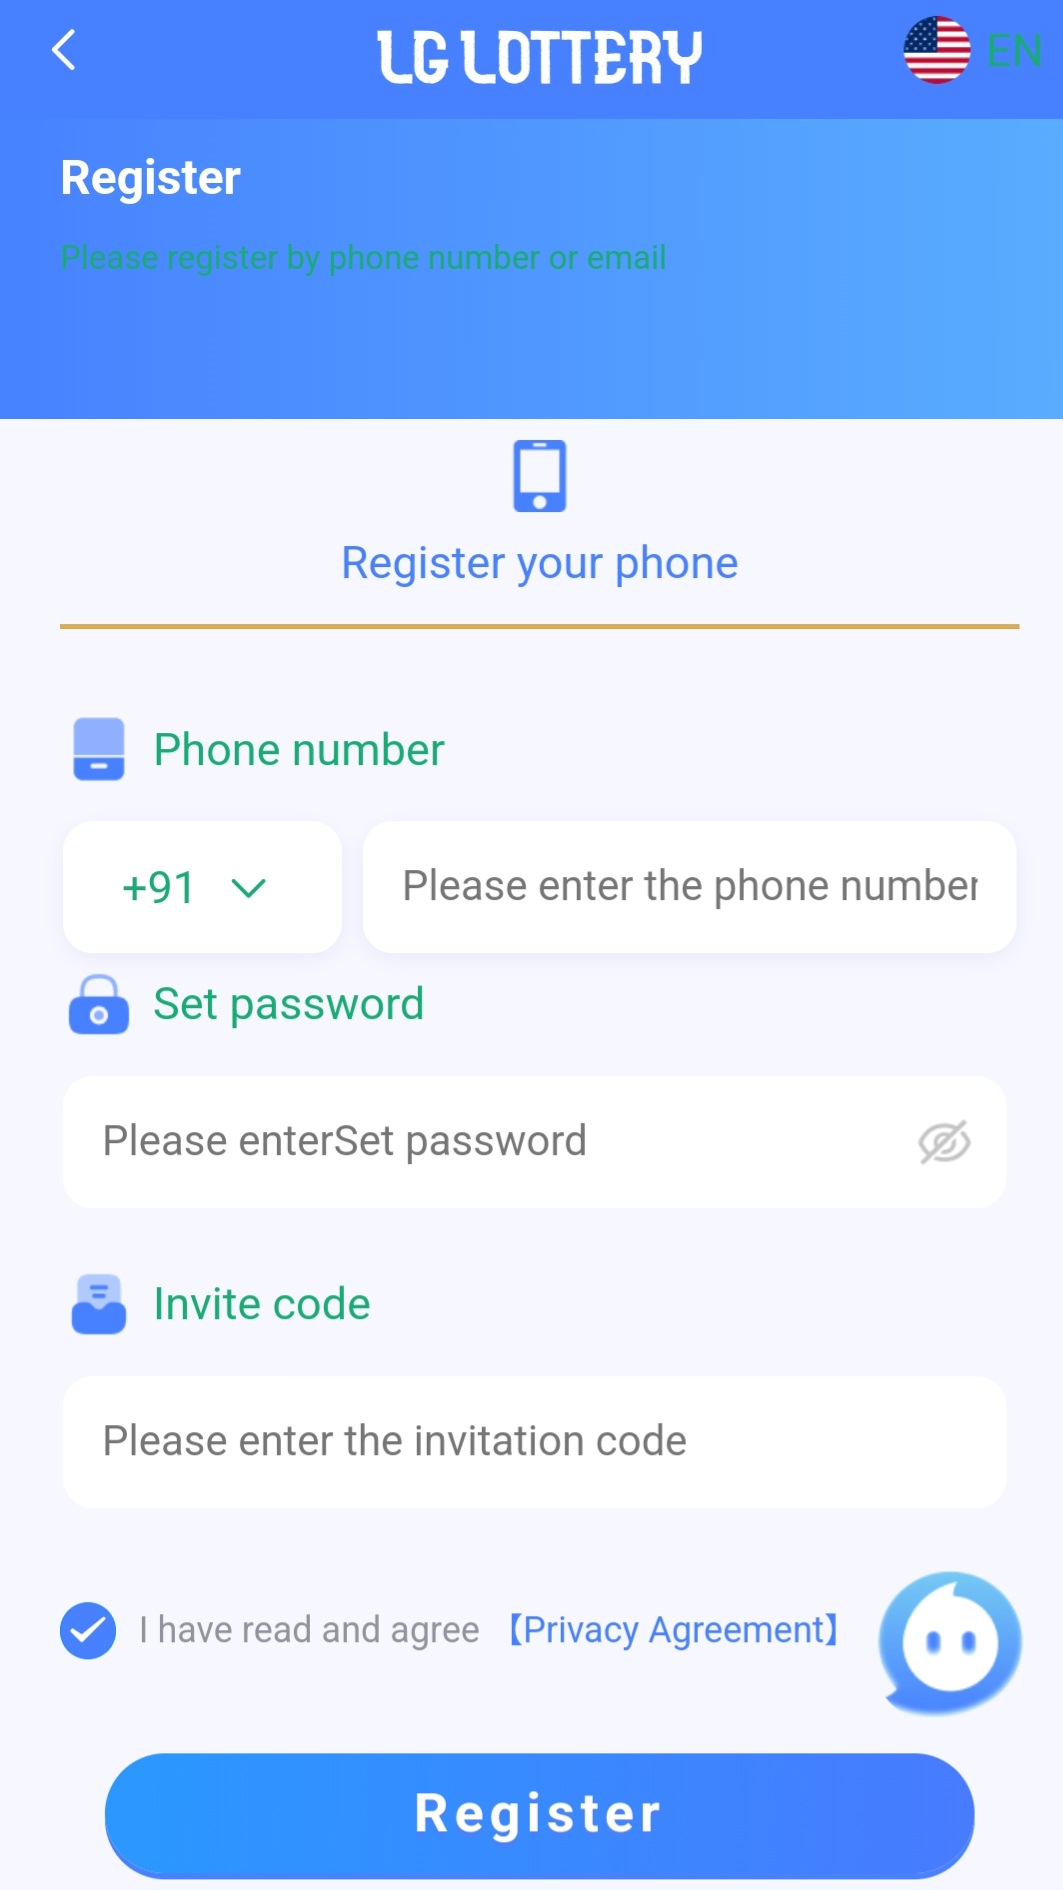 LG LOTTERY
EN
Register
Please register by phone number or email
Register your phone
Phone number
+91
Please enter the phone number
Set password
Please enterSet password
Invite code
Please enter the invitation code
I have read and agree 【Privacy Agreement】
Register